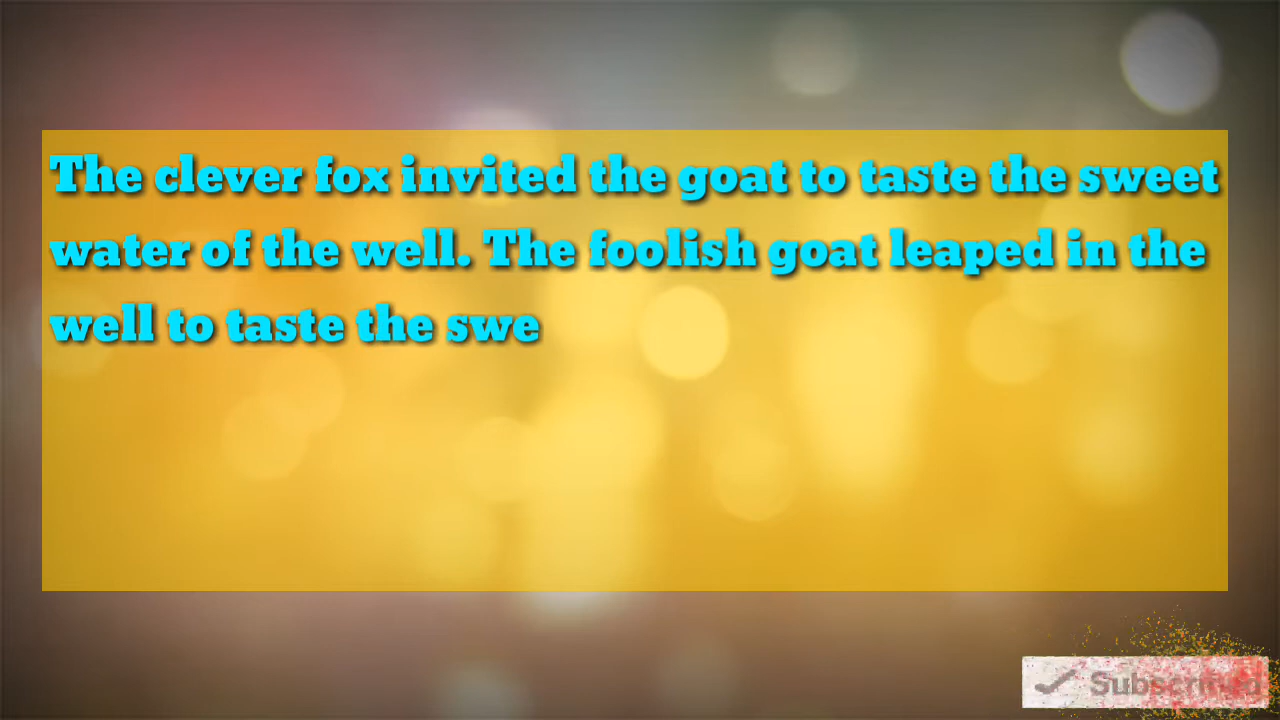 The clever fox invited the goat to taste the sweet
water of the well. The foolish goat leaped in the
well to taste the swe